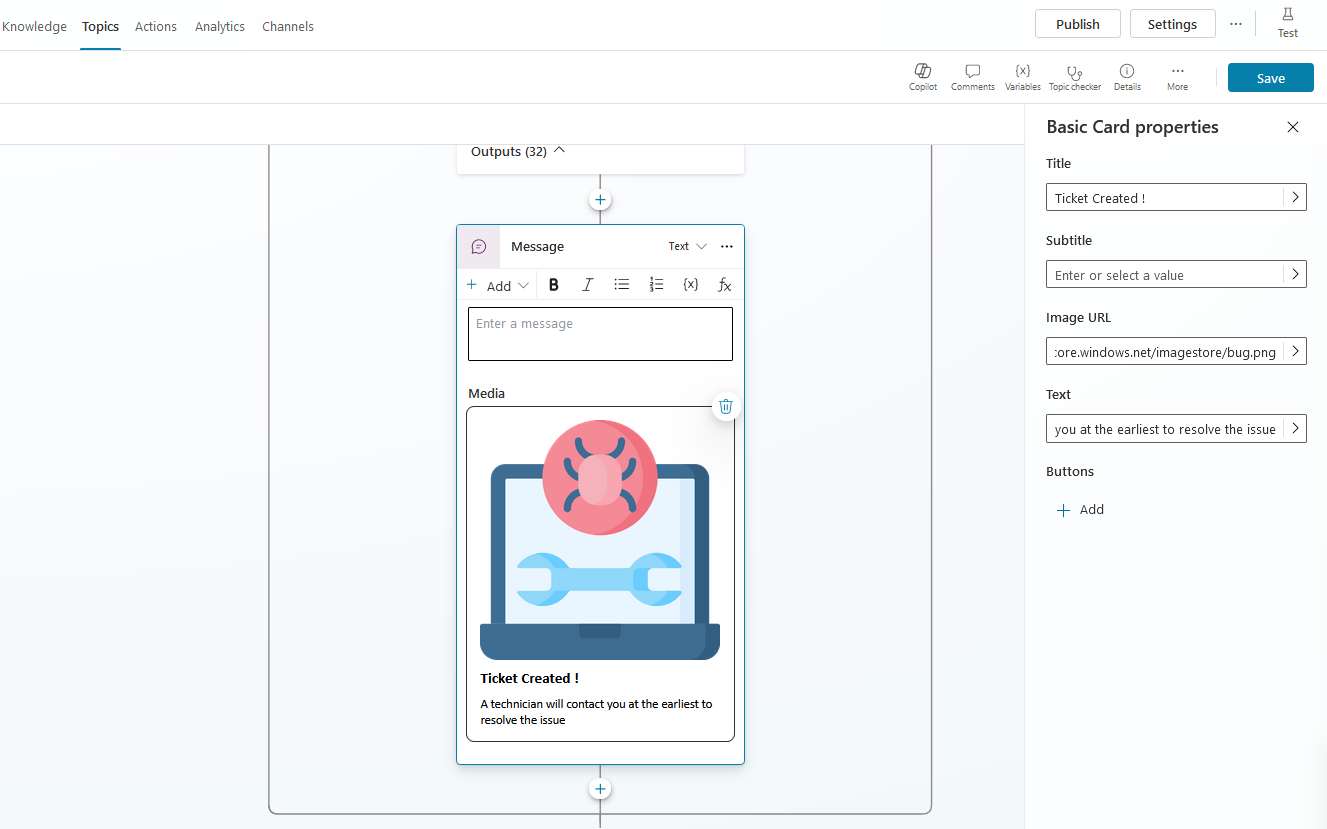 Knowledge Topics Actions Analytics Channels
Publish Settings ...
Test
Copilot Comments Variables Topic checker Details More
Save
Basic Card properties
Outputs (32)
Title
Ticket Created !
Message Text ...
Subtitle
Enter or select a value
Add B I {x} fx
Enter a message
Image URL
:ore.windows.net/imagestore/bug.png
Media
Text
you at the earliest to resolve the issue
Buttons
Add
Ticket Created !
A technician will contact you at the earliest to
resolve the issue